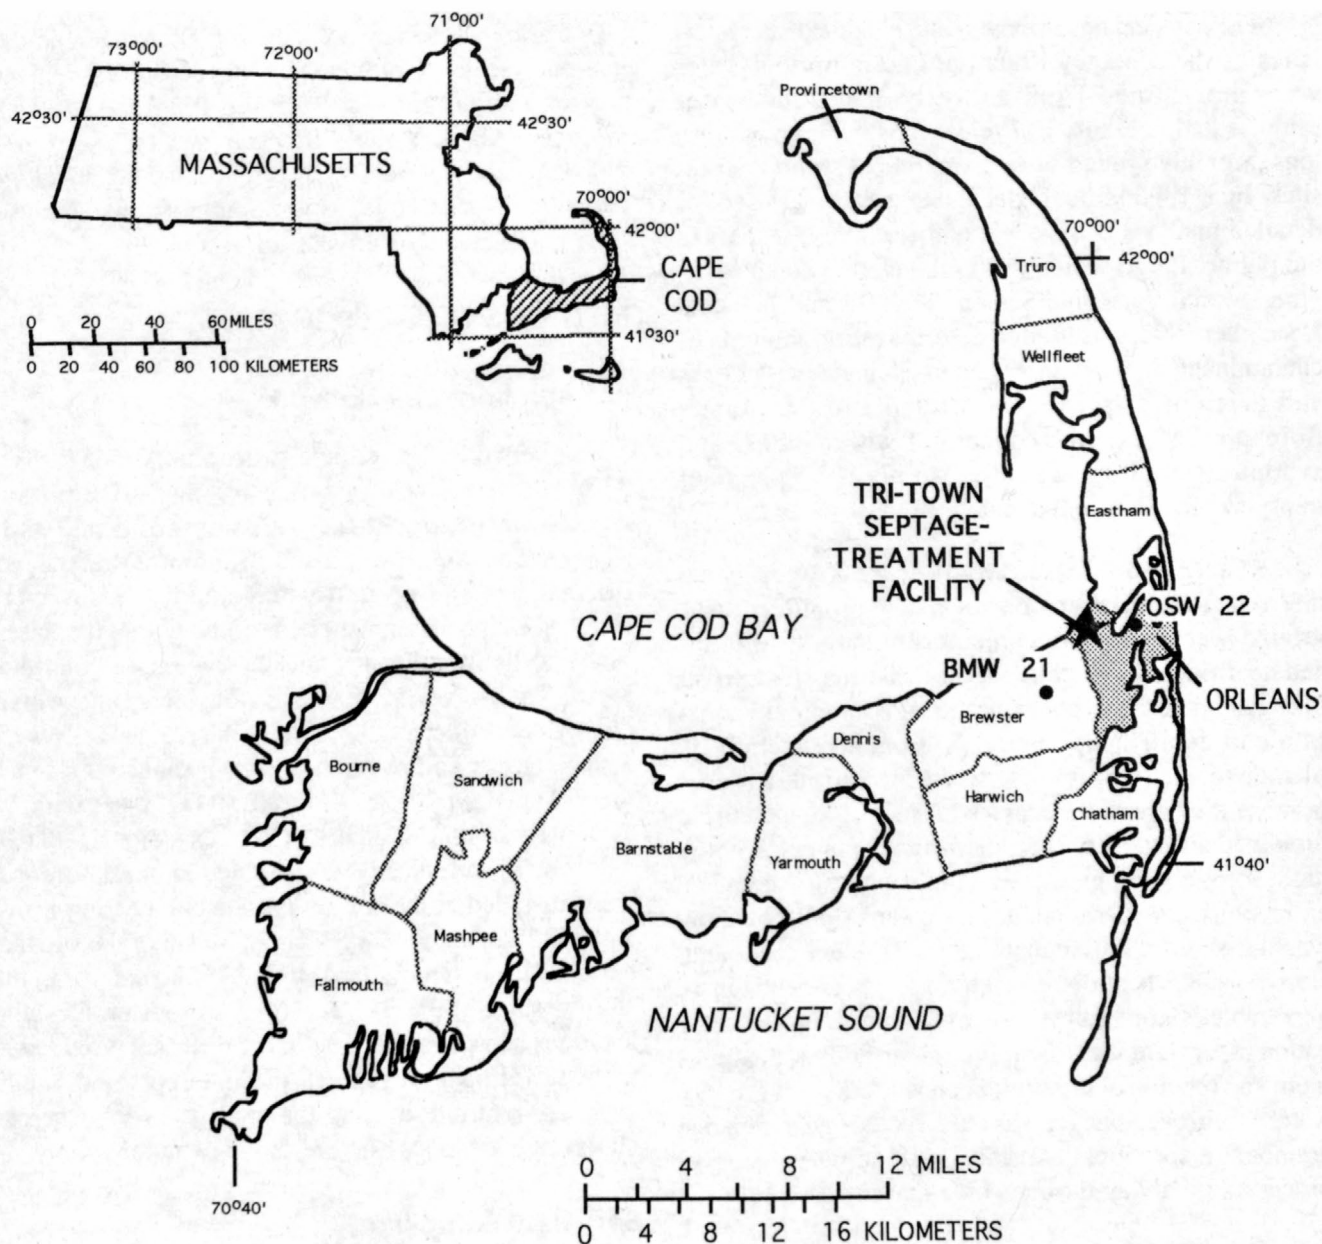 71°00'
73°00'
72°00'
42°30'
42°30'
MASSACHUSETTS
70°00'
42°00'
CAPE
COD
41°30'
0 20 40 60 MILES
0 20 40 60 80 100 KILOMETERS
Provincetown
70°00'
42°00'
Truro
Wellfleet
Eastham
TRI-TOWN
SEPTAGE-
TREATMENT
FACILITY
OSW 22
CAPE COD BAY
BMW 21
ORLEANS
Brewster
Dennis
Bourne
Sandwich
Harwich
Chatham
Barnstable
Yarmouth
41°40'
Mashpee
Falmouth
NANTUCKET SOUND
70°40'
0 4 8 12 MILES
0 4 8 12 16 KILOMETERS